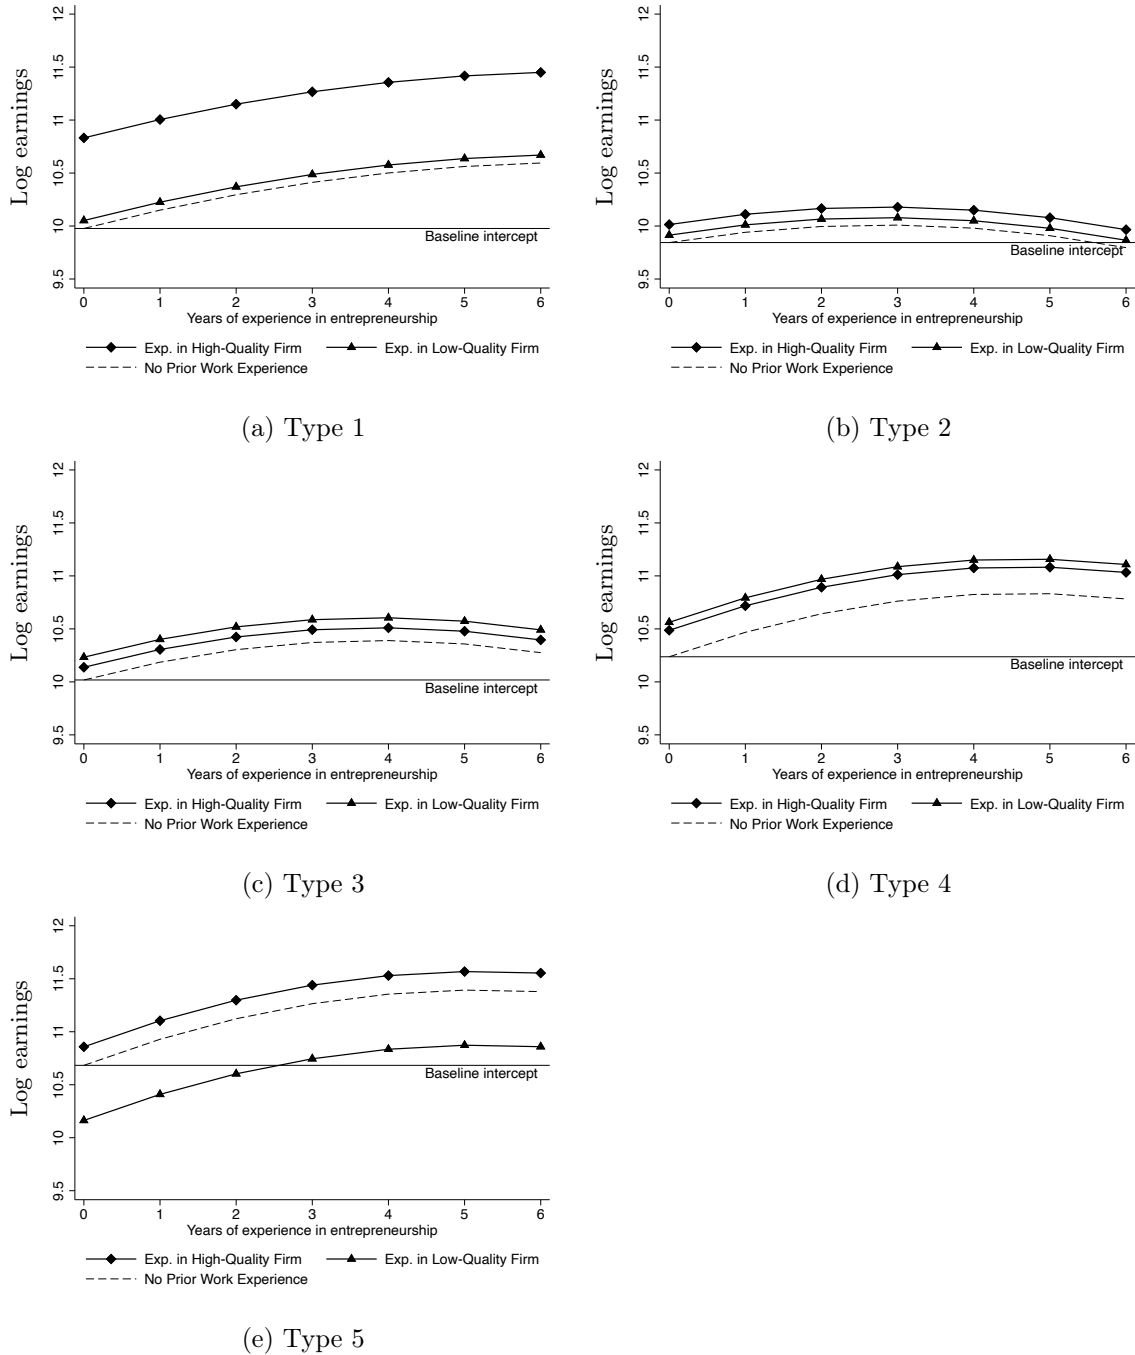 Log earnings
12
11.5
11
10.5
10
9.5
Baseline intercept
0 1 2 3 4 5 6
Years of experience in entrepreneurship
Exp. in High-Quality Firm Exp. in Low-Quality Firm
No Prior Work Experience
(a) Type 1
Log earnings
12
11.5
11
10.5
10
9.5
Baseline intercept
0 1 2 3 4 5 6
Years of experience in entrepreneurship
Exp. in High-Quality Firm Exp. in Low-Quality Firm
No Prior Work Experience
(b) Type 2
Log earnings
12
11.5
11
10.5
10
9.5
Baseline intercept
0 1 2 3 4 5 6
Years of experience in entrepreneurship
Exp. in High-Quality Firm Exp. in Low-Quality Firm
No Prior Work Experience
(c) Type 3
Log earnings
12
11.5
11
10.5
10
9.5
Baseline intercept
0 1 2 3 4 5 6
Years of experience in entrepreneurship
Exp. in High-Quality Firm Exp. in Low-Quality Firm
No Prior Work Experience
(d) Type 4
Log earnings
12
11.5
11
10.5
10
9.5
Baseline intercept
0 1 2 3 4 5 6
Years of experience in entrepreneurship
Exp. in High-Quality Firm Exp. in Low-Quality Firm
No Prior Work Experience
(e) Type 5